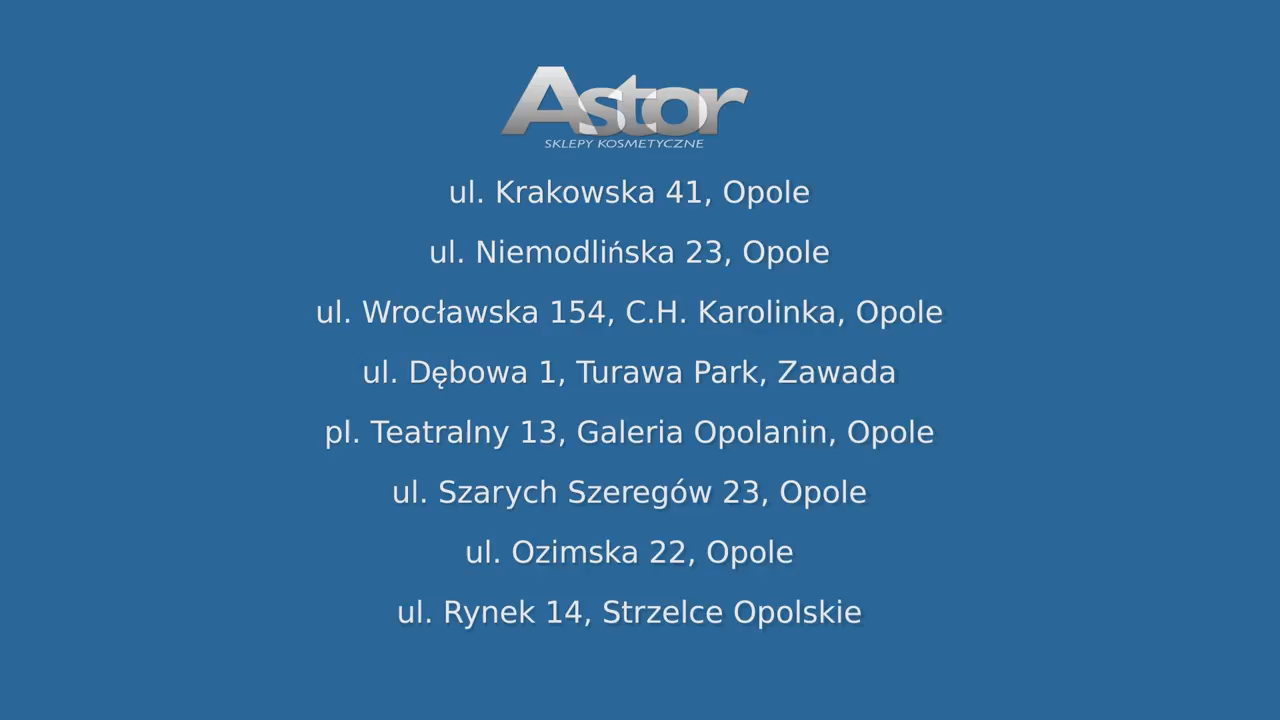 Astor
SKLEPY KOSMETYCZNE
ul. Krakowska 41, Opole
ul. Niemodlińska 23, Opole
ul. Wrocławska 154, C.H. Karolinka, Opole
ul. Dębowa 1, Turawa Park, Zawada
pl. Teatralny 13, Galeria Opolanin, Opole
ul. Szarych Szeregów 23, Opole
ul. Ozimska 22, Opole
ul. Rynek 14, Strzelce Opolskie